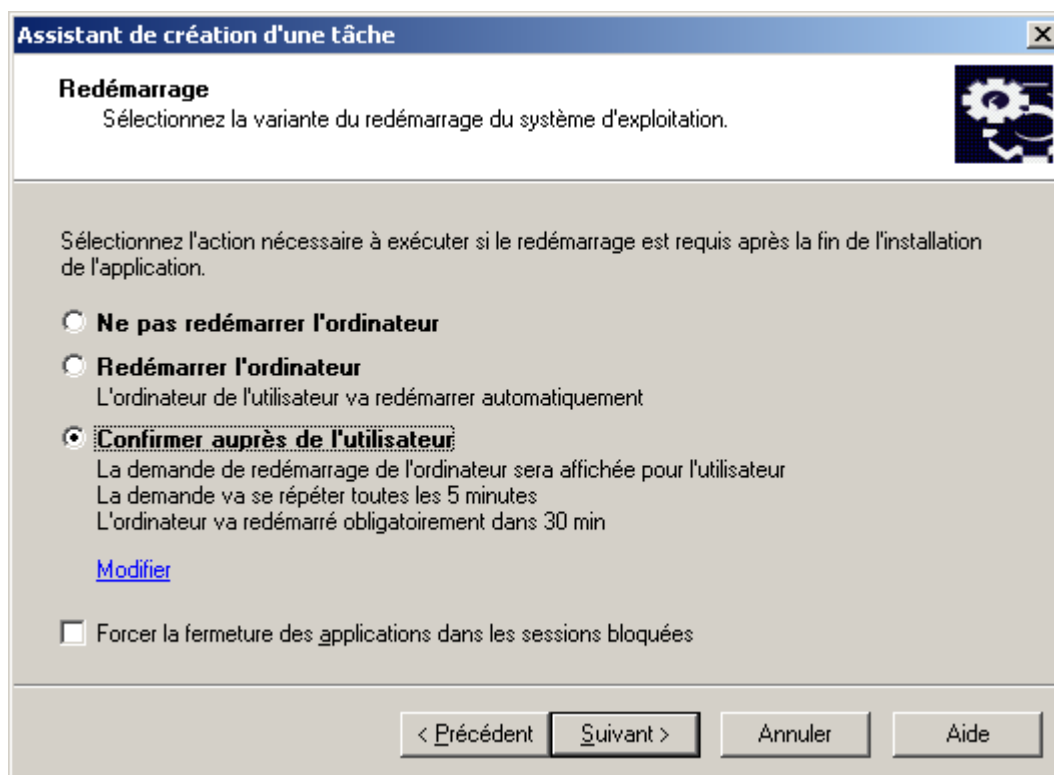 Assistant de création d'une tâche
Redémarrage
Sélectionnez la variante du redémarrage du système d'exploitation.
Sélectionnez l'action nécessaire à exécuter si le redémarrage est requis après la fin de l'installation
de l'application.
Ne pas redémarrer l'ordinateur
Redémarrer l'ordinateur
L'ordinateur de l'utilisateur va redémarrer automatiquement
Confirmer auprès de l'utilisateur
La demande de redémarrage de l'ordinateur sera affichée pour l'utilisateur
La demande va se répéter toutes les 5 minutes
L'ordinateur va redémarré obligatoirement dans 30 min
Modifier
Forcer la fermeture des applications dans les sessions bloquées
< Précédent Suivant > Annuler Aide